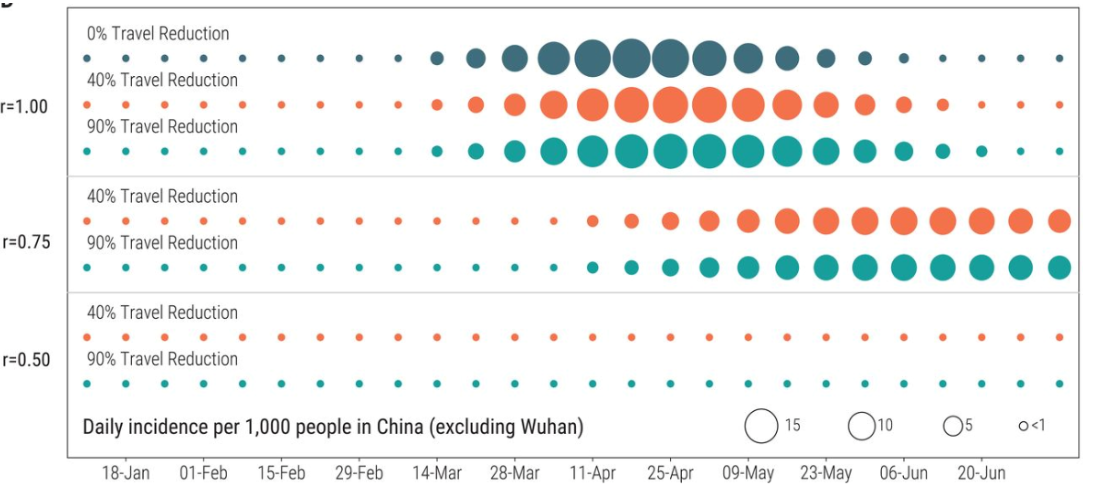 0% Travel Reduction
40% Travel Reduction
r=1.00
90% Travel Reduction
40% Travel Reduction
r=0.75
90% Travel Reduction
40% Travel Reduction
r=0.50
90% Travel Reduction
Daily incidence per 1,000 people in China (excluding Wuhan) 15 10 5 <1
18-Jan 01-Feb 15-Feb 29-Feb 14-Mar 28-Mar 11-Apr 25-Apr 09-May 23-May 06-Jun 20-Jun